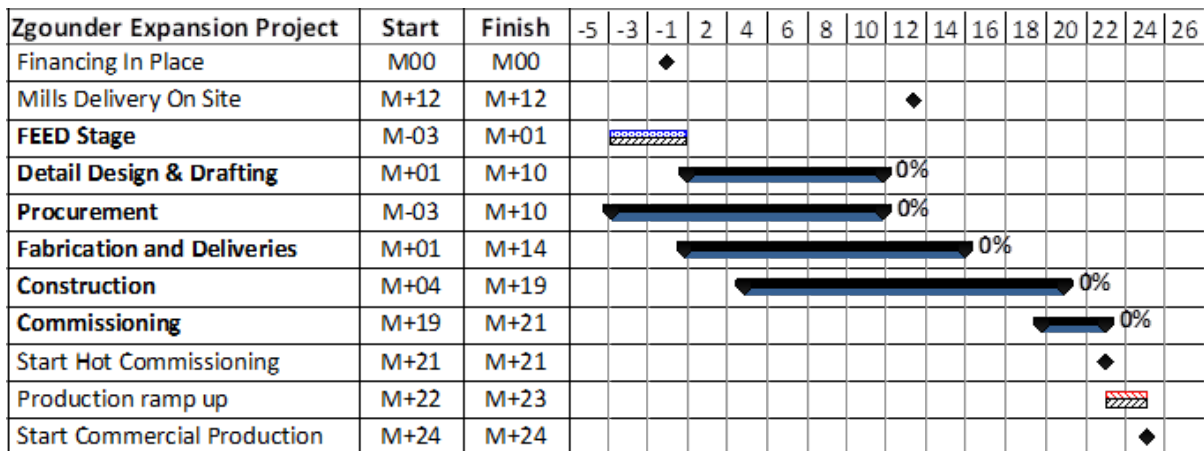 Zgounder Expansion Project Start Finish -5 -3 -1 2 4 6 8 10 12 14 16 18 20 22 24 26
Financing In Place M00 M00
Mills Delivery On Site M+12 M+12
FEED Stage M-03 M+01
Detail Design & Drafting M+01 M+10 0%
Procurement M-03 M+10 0%
Fabrication and Deliveries M+01 M+14 0%
Construction M+04 M+19 0%
Commissioning M+19 M+21 0%
Start Hot Commissioning M+21 M+21
Production ramp up M+22 M+23
Start Commercial Production M+24 M+24